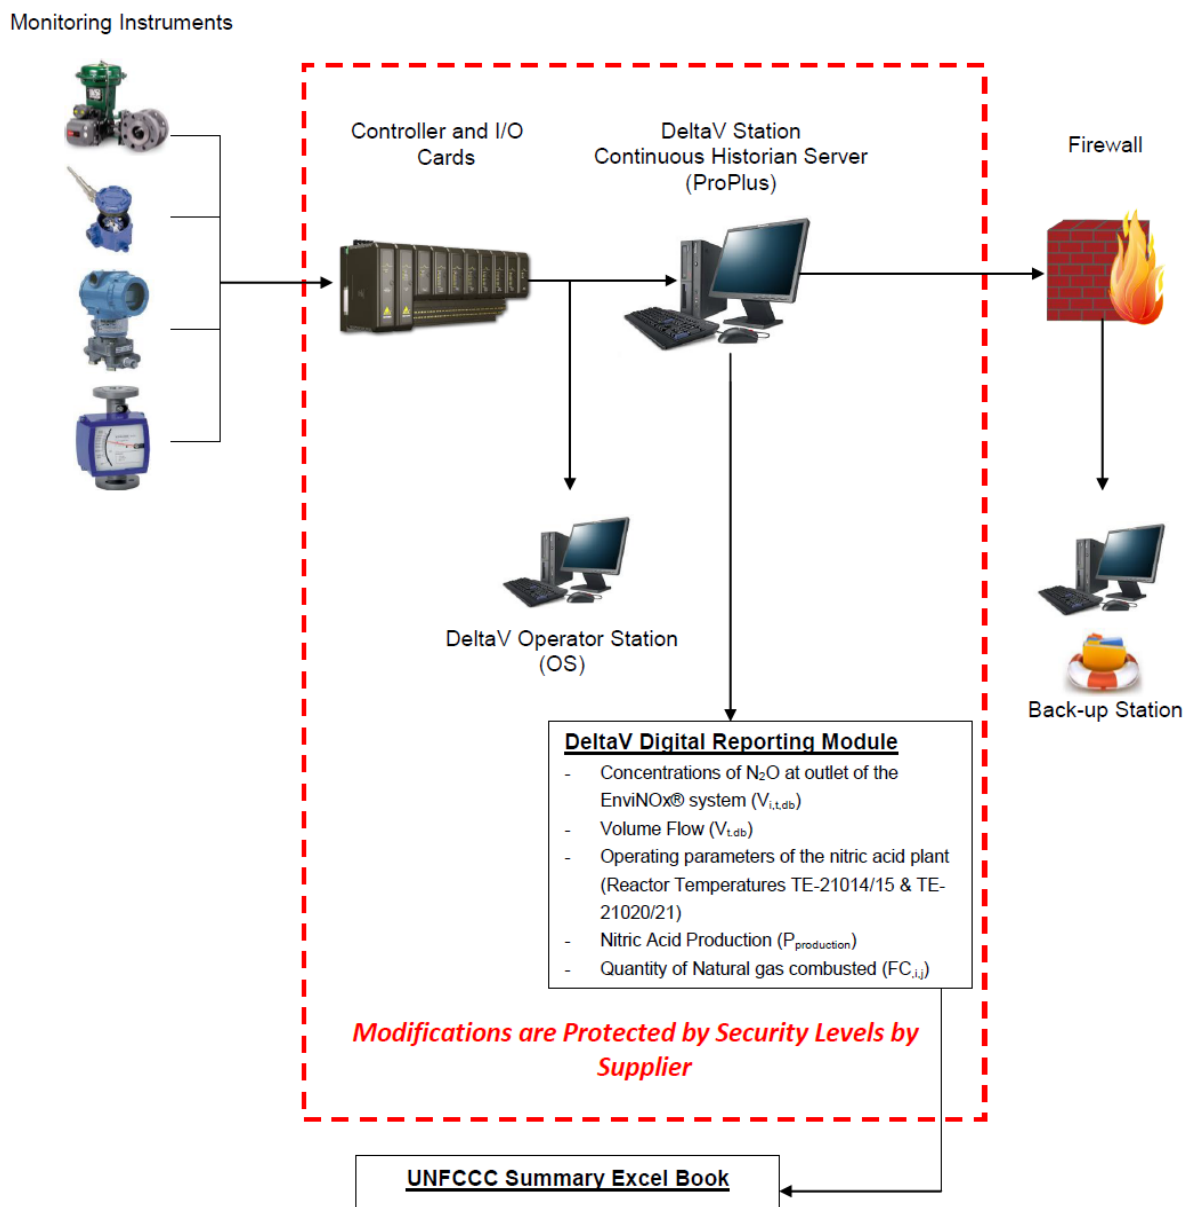 Monitoring Instruments
Controller and I/O
Cards
DeltaV Station
Continuous Historian Server
(ProPlus)
Firewall
DeltaV Operator Station
(OS)
Back-up Station
DeltaV Digital Reporting Module
- Concentrations of N₂O at outlet of the
EnviNOx® system (Vi,t,db)
- Volume Flow (Vt.db)
- Operating parameters of the nitric acid plant
(Reactor Temperatures TE-21014/15 & TE-
21020/21)
- Nitric Acid Production (Pproduction)
- Quantity of Natural gas combusted (FC,i,j)
Modifications are Protected by Security Levels by
Supplier
UNFCCC Summary Excel Book